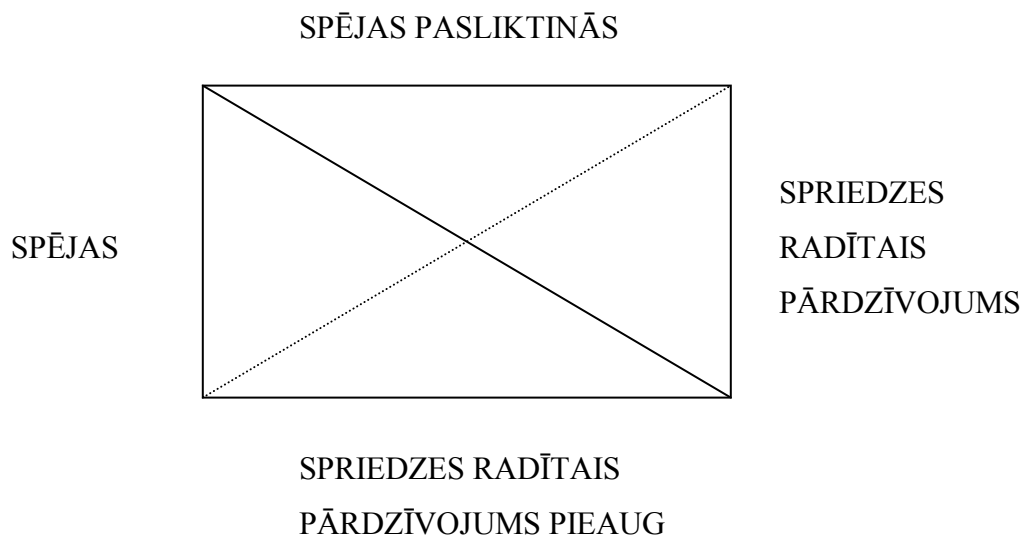 SPĒJAS PASLIKTINĀS
SPĒJAS
SPRIEDZES
RADĪTAIS
PĀRDZĪVOJUMS
SPRIEDZES RADĪTAIS
PĀRDZĪVOJUMS PIEAUG